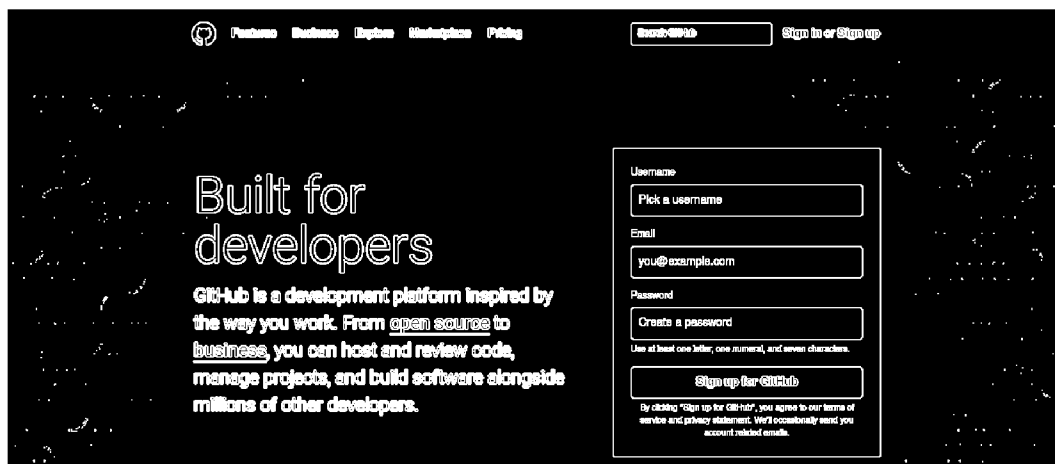 Features Business Explore Marketplace Pricing
Search GitHub
Sign in or Sign up
Built for
developers
GitHub is a development platform inspired by
the way you work. From open source to
business, you can host and review code,
manage projects, and build software alongside
millions of other developers.
Username
Pick a username
Email
you@example.com
Password
Create a password
Use at least one letter, one numeral, and seven characters.
Sign up for GitHub
By clicking "Sign up for GitHub", you agree to our terms of
service and privacy statement. We'll occasionally send you
account related emails.